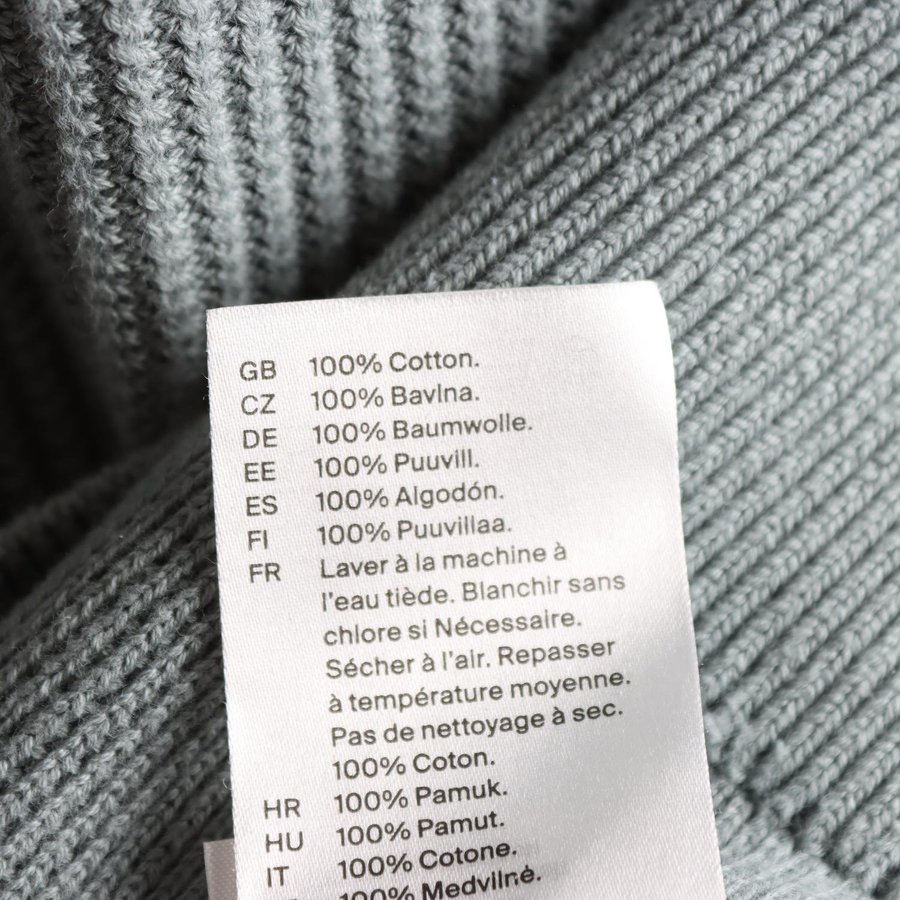 GB 100% Cotton.
CZ 100% Bavlna.
DE 100% Baumwolle.
EE 100% Puuvill.
ES 100% Algodón.
FI 100% Puuvillaa.
FR Laver à la machine à
l'eau tiède. Blanchir sans
chlore si Nécessaire.
Sécher à l'air. Repasser
à température moyenne.
Pas de nettoyage à sec.
100% Coton.
HR 100% Pamuk.
HU 100% Pamut.
IT 100% Cotone.
100% Medvilnė.